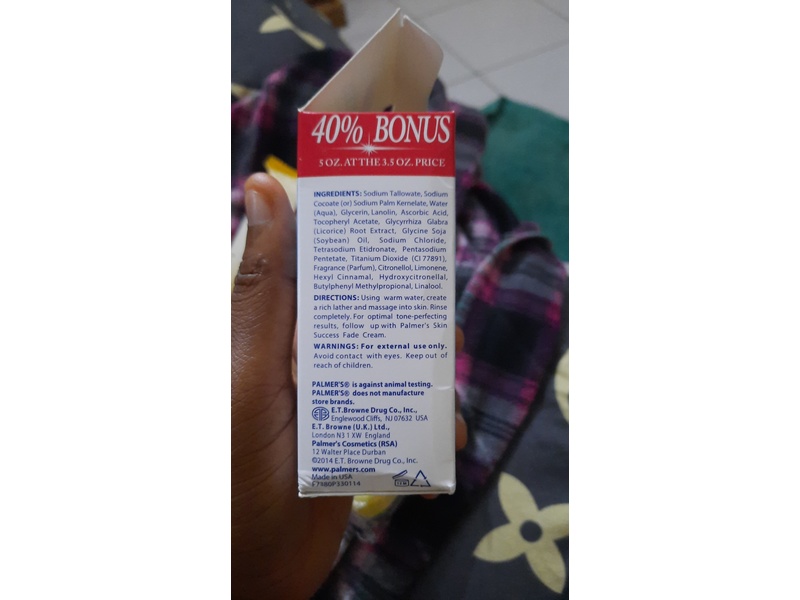 40% BONUS
5 OZ. AT THE 3.5 OZ. PRICE
INGREDIENTS: Sodium Tallowate, Sodium
Cocoate (or) Sodium Palm Kernelate, Water
(Aqua), Glycerin, Lanolin, Ascorbic Acid,
Tocopheryl Acetate, Glycyrrhiza Glabra
(Licorice) Root Extract, Glycine Soja
(Soybean) Oil, Sodium Chloride,
Tetrasodium Etidronate, Pentasodium
Pentetate, Titanium Dioxide (CI 77891),
Fragrance (Parfum), Citronellol, Limonene,
Hexyl Cinnamal, Hydroxycitronellal,
Butylphenyl Methylpropional, Linalool.
DIRECTIONS: Using warm water, create
a rich lather and massage into skin. Rinse
completely. For optimal tone-perfecting
results, follow up with Palmer's Skin
Success Fade Cream.
WARNINGS: For external use only.
Avoid contact with eyes. Keep out of
reach of children.
PALMER'S® is against animal testing.
PALMER'S® does not manufacture
store brands.
E.T. Browne Drug Co., Inc.,
Englewood Cliffs, NJ 07632 USA
E.T. Browne (U.K.) Ltd.,
London N3 1 XW England
Palmer's Cosmetics (RSA)
12 Walter Place Durban
©2014 E.T. Browne Drug Co., Inc.
www.palmers.com
Made in USA